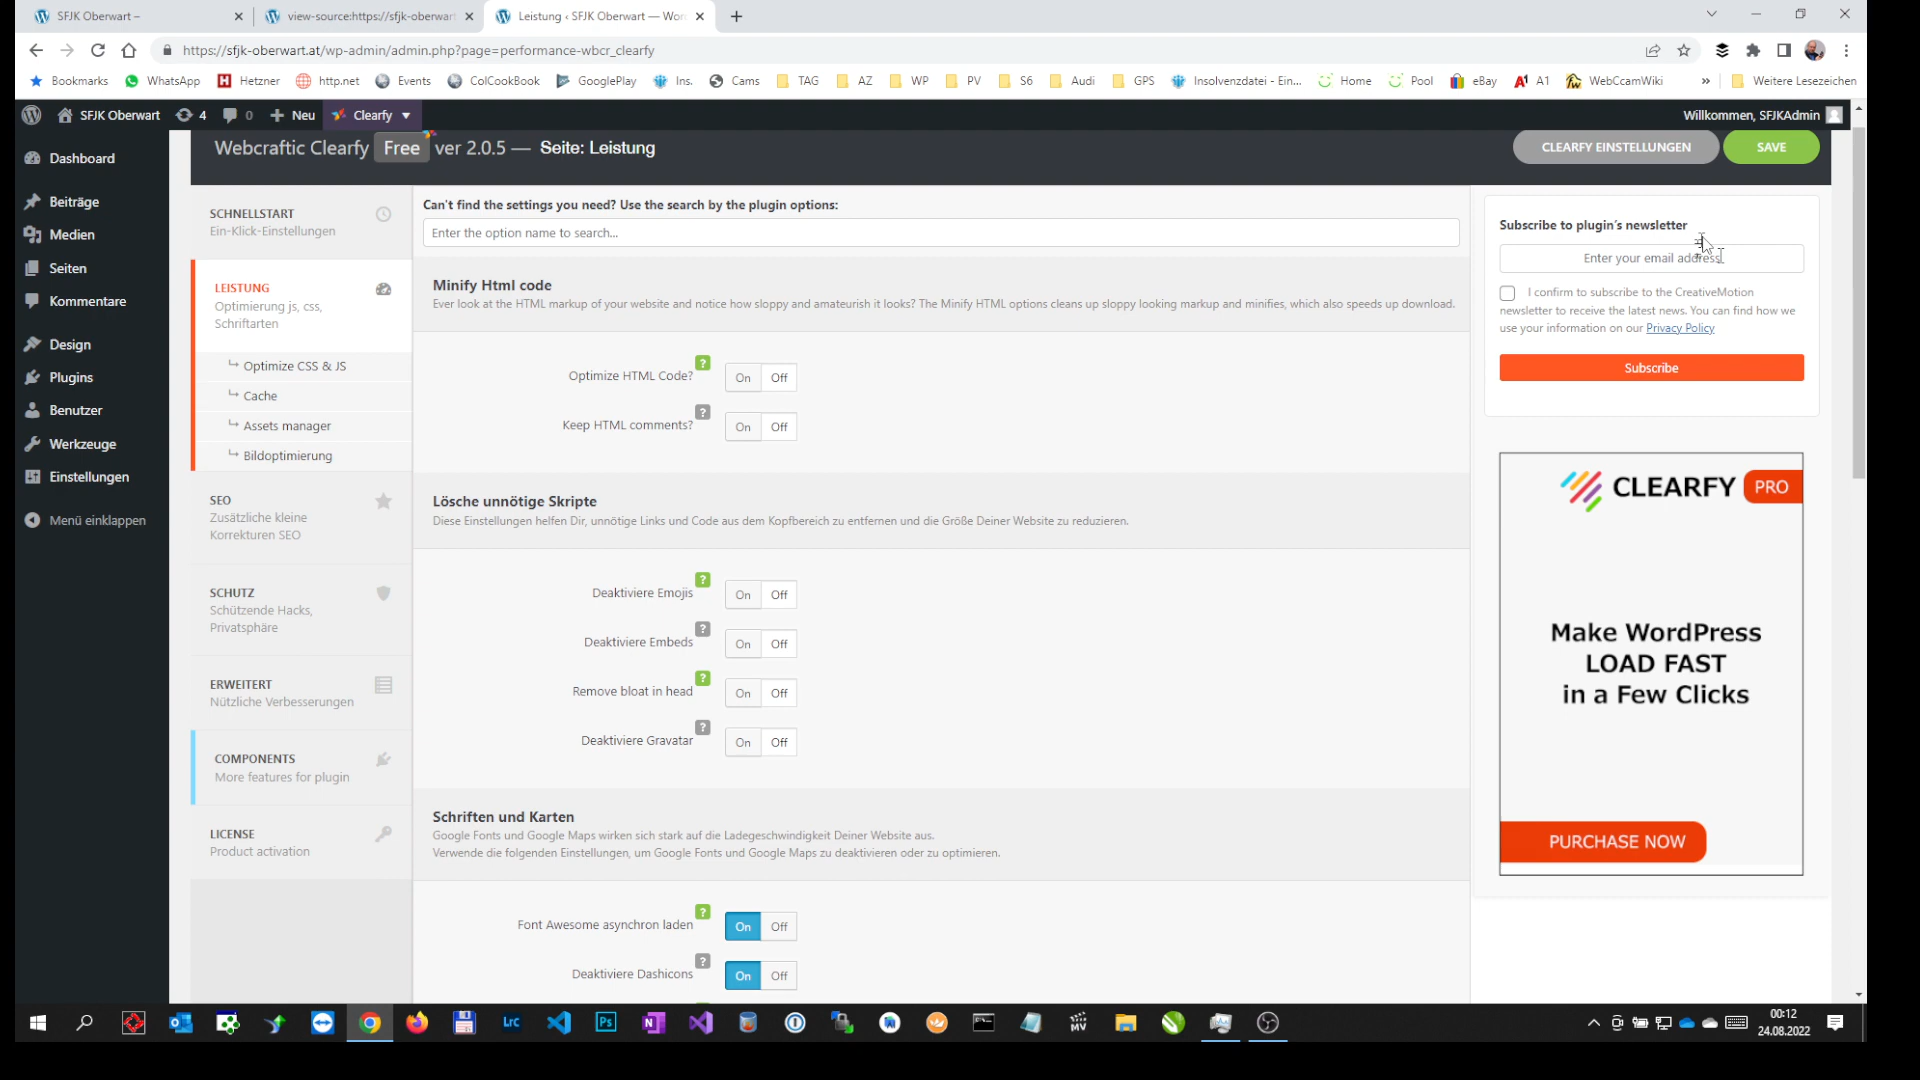 SFJK Oberwart –
view-source:https://sfjk-oberwart
Leistung ‹ SFJK Oberwart — Wor
https://sfjk-oberwart.at/wp-admin/admin.php?page=performance-wbcr_clearfy
Bookmarks WhatsApp Hetzner http.net Events ColCookBook GooglePlay Ins. Cams TAG AZ WP PV S6 Audi GPS Insolvenzdatei - Ein... Home Pool eBay A1 WebCcamWiki » Weitere Lesezeichen
SFJK Oberwart 4 0 + Neu Clearfy Willkommen, SFJKAdmin
Webcraftic Clearfy Free ver 2.0.5 — Seite: Leistung
CLEARFY EINSTELLUNGEN SAVE
Dashboard
Beiträge
Medien
Seiten
Kommentare
Design
Plugins
Benutzer
Werkzeuge
Einstellungen
Menü einklappen
SCHNELLSTART
Ein-Klick-Einstellungen
LEISTUNG
Optimierung js, css,
Schriftarten
Optimize CSS & JS
Cache
Assets manager
Bildoptimierung
SEO
Zusätzliche kleine
Korrekturen SEO
SCHUTZ
Schützende Hacks,
Privatsphäre
ERWEITERT
Nützliche Verbesserungen
COMPONENTS
More features for plugin
LICENSE
Product activation
Can't find the settings you need? Use the search by the plugin options:
Enter the option name to search...
Minify Html code
Ever look at the HTML markup of your website and notice how sloppy and amateurish it looks? The Minify HTML options cleans up sloppy looking markup and minifies, which also speeds up download.
Optimize HTML Code? ? On Off
Keep HTML comments? ? On Off
Lösche unnötige Skripte
Diese Einstellungen helfen Dir, unnötige Links und Code aus dem Kopfbereich zu entfernen und die Größe Deiner Website zu reduzieren.
Deaktiviere Emojis ? On Off
Deaktiviere Embeds ? On Off
Remove bloat in head ? On Off
Deaktiviere Gravatar ? On Off
Schriften und Karten
Google Fonts und Google Maps wirken sich stark auf die Ladegeschwindigkeit Deiner Website aus.
Verwende die folgenden Einstellungen, um Google Fonts und Google Maps zu deaktivieren oder zu optimieren.
Font Awesome asynchron laden ? On Off
Deaktiviere Dashicons ? On Off
Subscribe to plugin's newsletter
Enter your email address
I confirm to subscribe to the CreativeMotion
newsletter to receive the latest news. You can find how we
use your information on our Privacy Policy
Subscribe
CLEARFY PRO
Make WordPress
LOAD FAST
in a Few Clicks
PURCHASE NOW
Lrc Ps N MV
00:12
24.08.2022